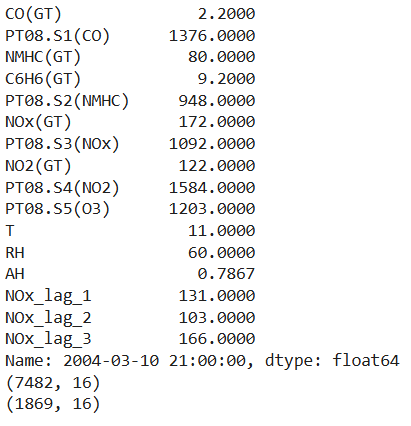 CO(GT) 2.2000
PT08.S1(CO) 1376.0000
NMHC(GT) 80.0000
C6H6(GT) 9.2000
PT08.S2(NMHC) 948.0000
NOx(GT) 172.0000
PT08.S3(NOx) 1092.0000
NO2(GT) 122.0000
PT08.S4(NO2) 1584.0000
PT08.S5(O3) 1203.0000
T 11.0000
RH 60.0000
AH 0.7867
NOx_lag_1 131.0000
NOx_lag_2 103.0000
NOx_lag_3 166.0000
Name: 2004-03-10 21:00:00, dtype: float64
(7482, 16)
(1869, 16)